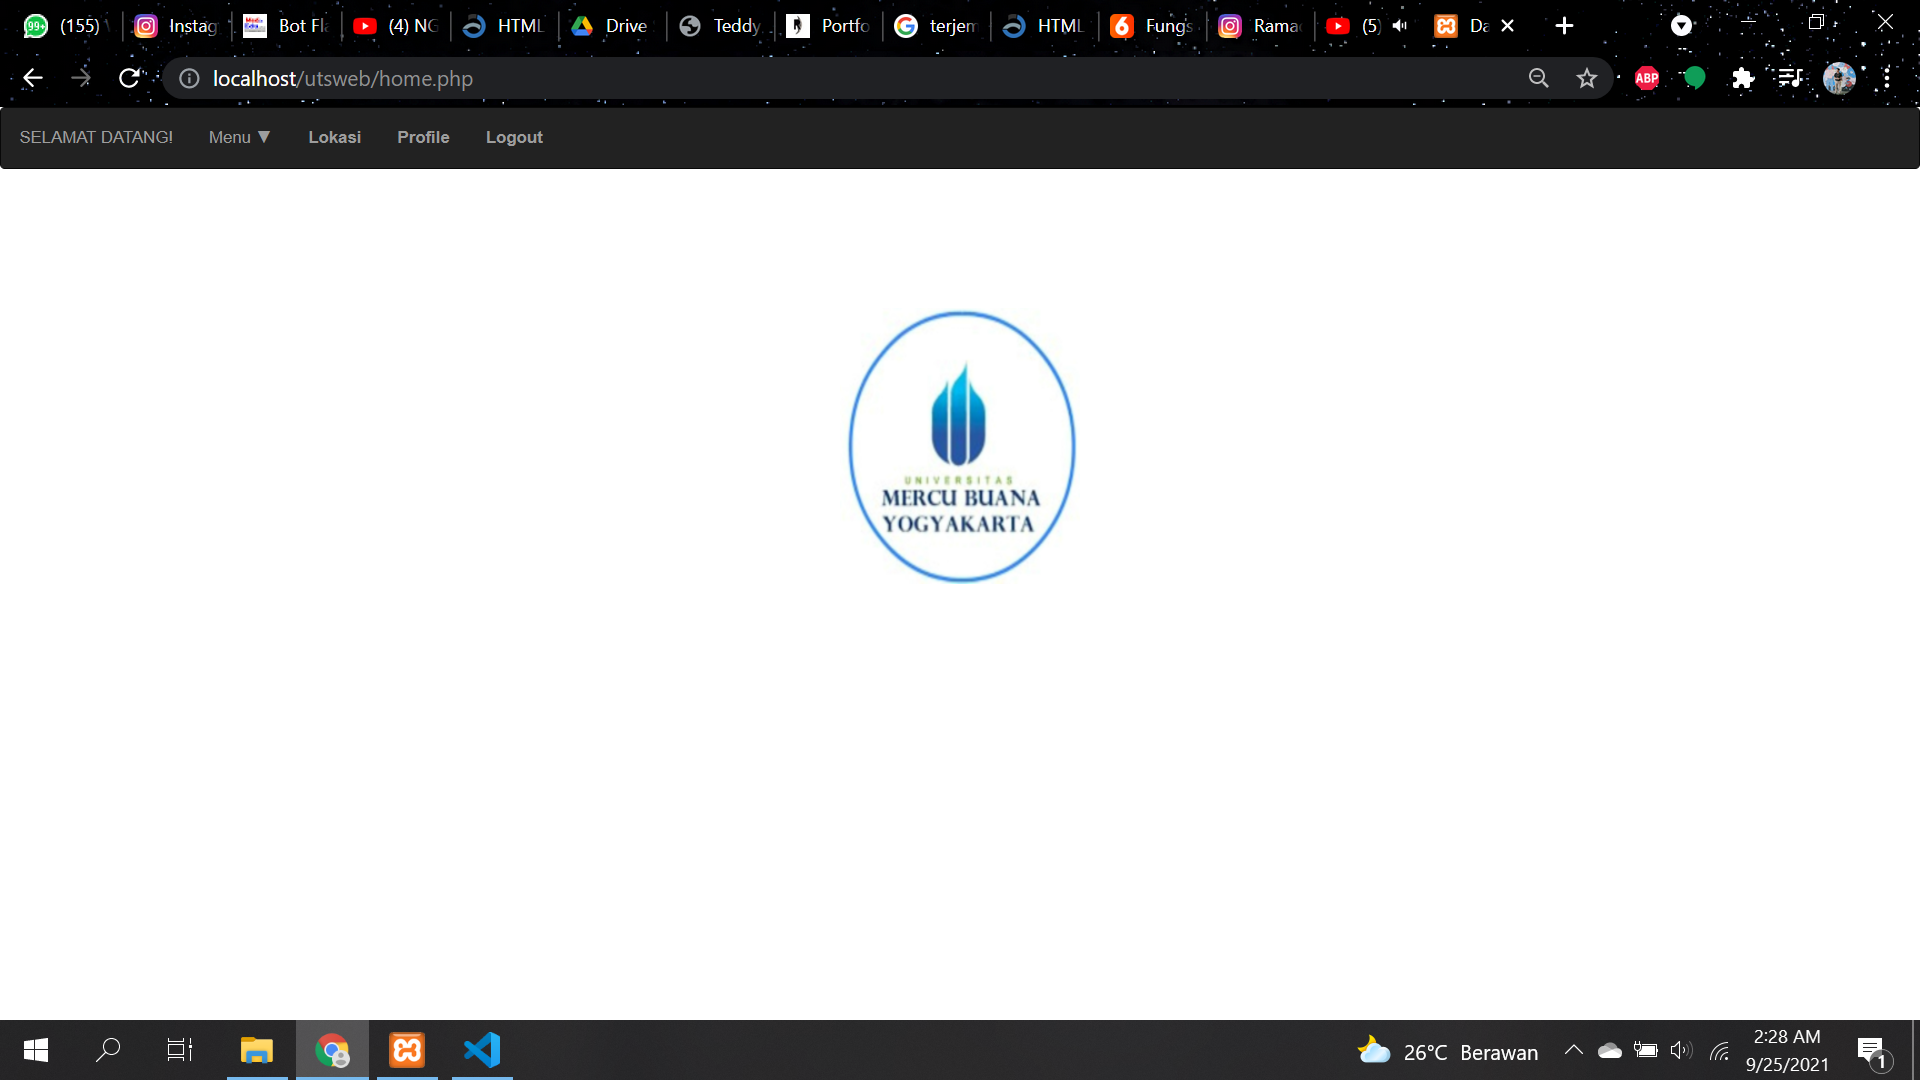 (155) Instag Bot Fl (4) NG HTML Drive Teddy Portfo terjem HTML Fungs Rama (5) Da
localhost/utsweb/home.php
ABP
SELAMAT DATANG! Menu ▼ Lokasi Profile Logout
UNIVERSITAS
MERCU BUANA
YOGYAKARTA
26°C Berawan
2:28 AM
9/25/2021
1